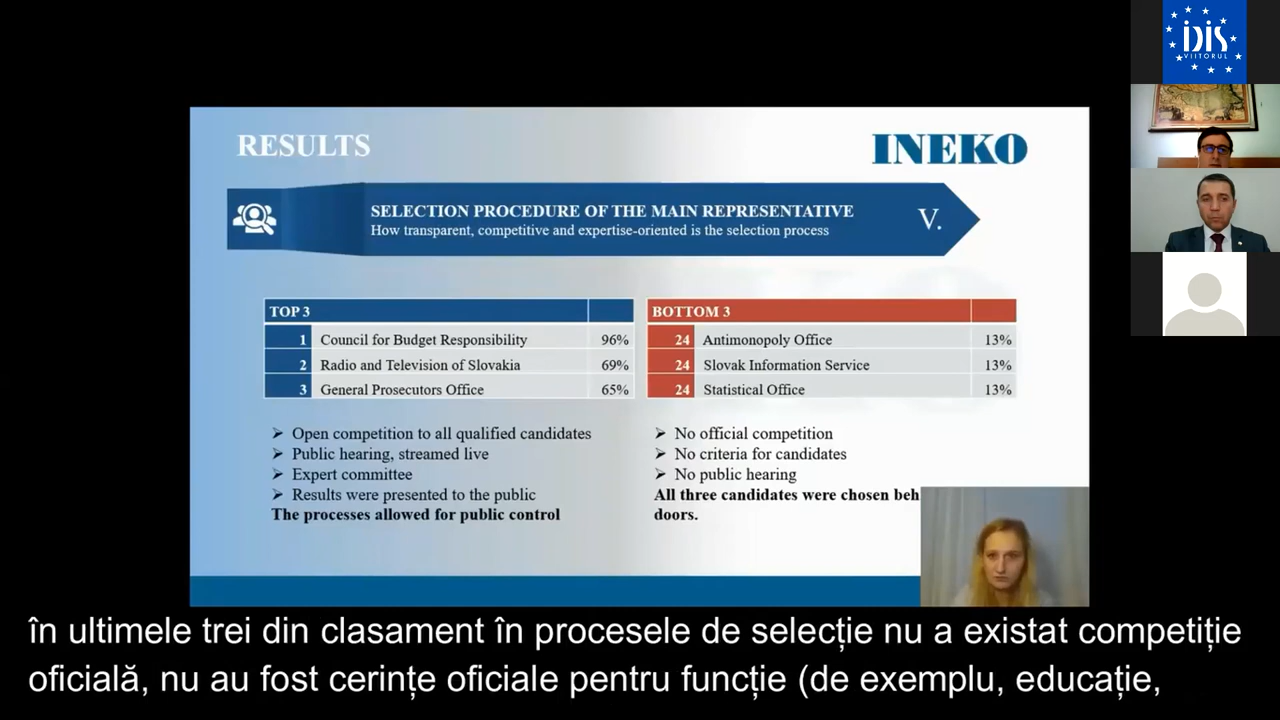 IDIS
VIITORUL
RESULTS
INEKO
SELECTION PROCEDURE OF THE MAIN REPRESENTATIVE
How transparent, competitive and expertise-oriented is the selection process
V.
TOP 3
1 Council for Budget Responsibility 96%
2 Radio and Television of Slovakia 69%
3 General Prosecutors Office 65%
BOTTOM 3
24 Antimonopoly Office 13%
24 Slovak Information Service 13%
24 Statistical Office 13%
➢ Open competition to all qualified candidates
➢ Public hearing, streamed live
➢ Expert committee
➢ Results were presented to the public
The processes allowed for public control
➢ No official competition
➢ No criteria for candidates
➢ No public hearing
All three candidates were chosen beh
doors.
în ultimele trei din clasament în procesele de selecție nu a existat competiție
oficială, nu au fost cerințe oficiale pentru funcție (de exemplu, educație,